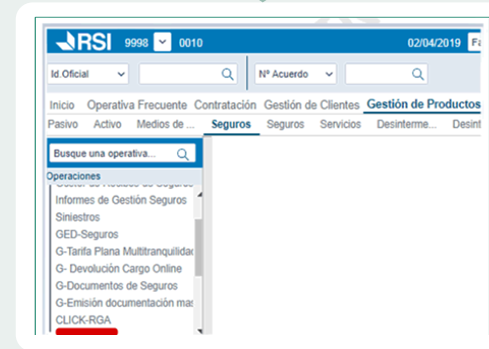 RSI 9998 0010 02/04/2019 Fa
Id.Oficial Nº Acuerdo
Inicio Operativa Frecuente Contratación Gestión de Clientes Gestión de Productos
Pasivo Activo Medios de ... Seguros Seguros Servicios Desinterme... Desint
Busque una operativa...
Operaciones
Informes de Gestión Seguros
Siniestros
GED-Seguros
G-Tarifa Plana Multitranquilidad
G- Devolución Cargo Online
G-Documentos de Seguros
G-Emisión documentación mas
CLICK-RGA